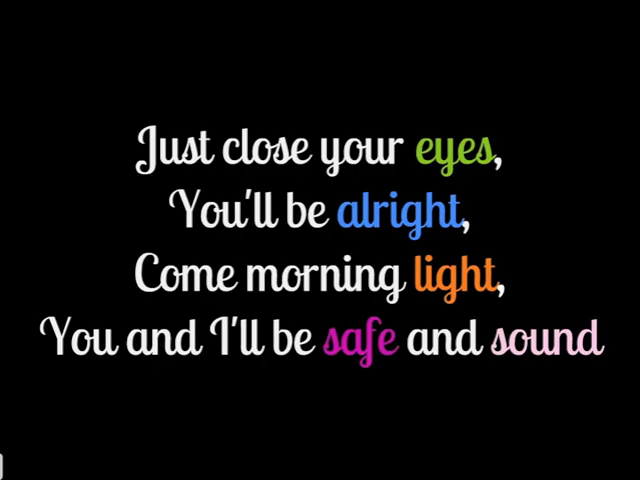 Just close your eyes,
You'll be alright,
Come morning light,
You and I'll be safe and sound